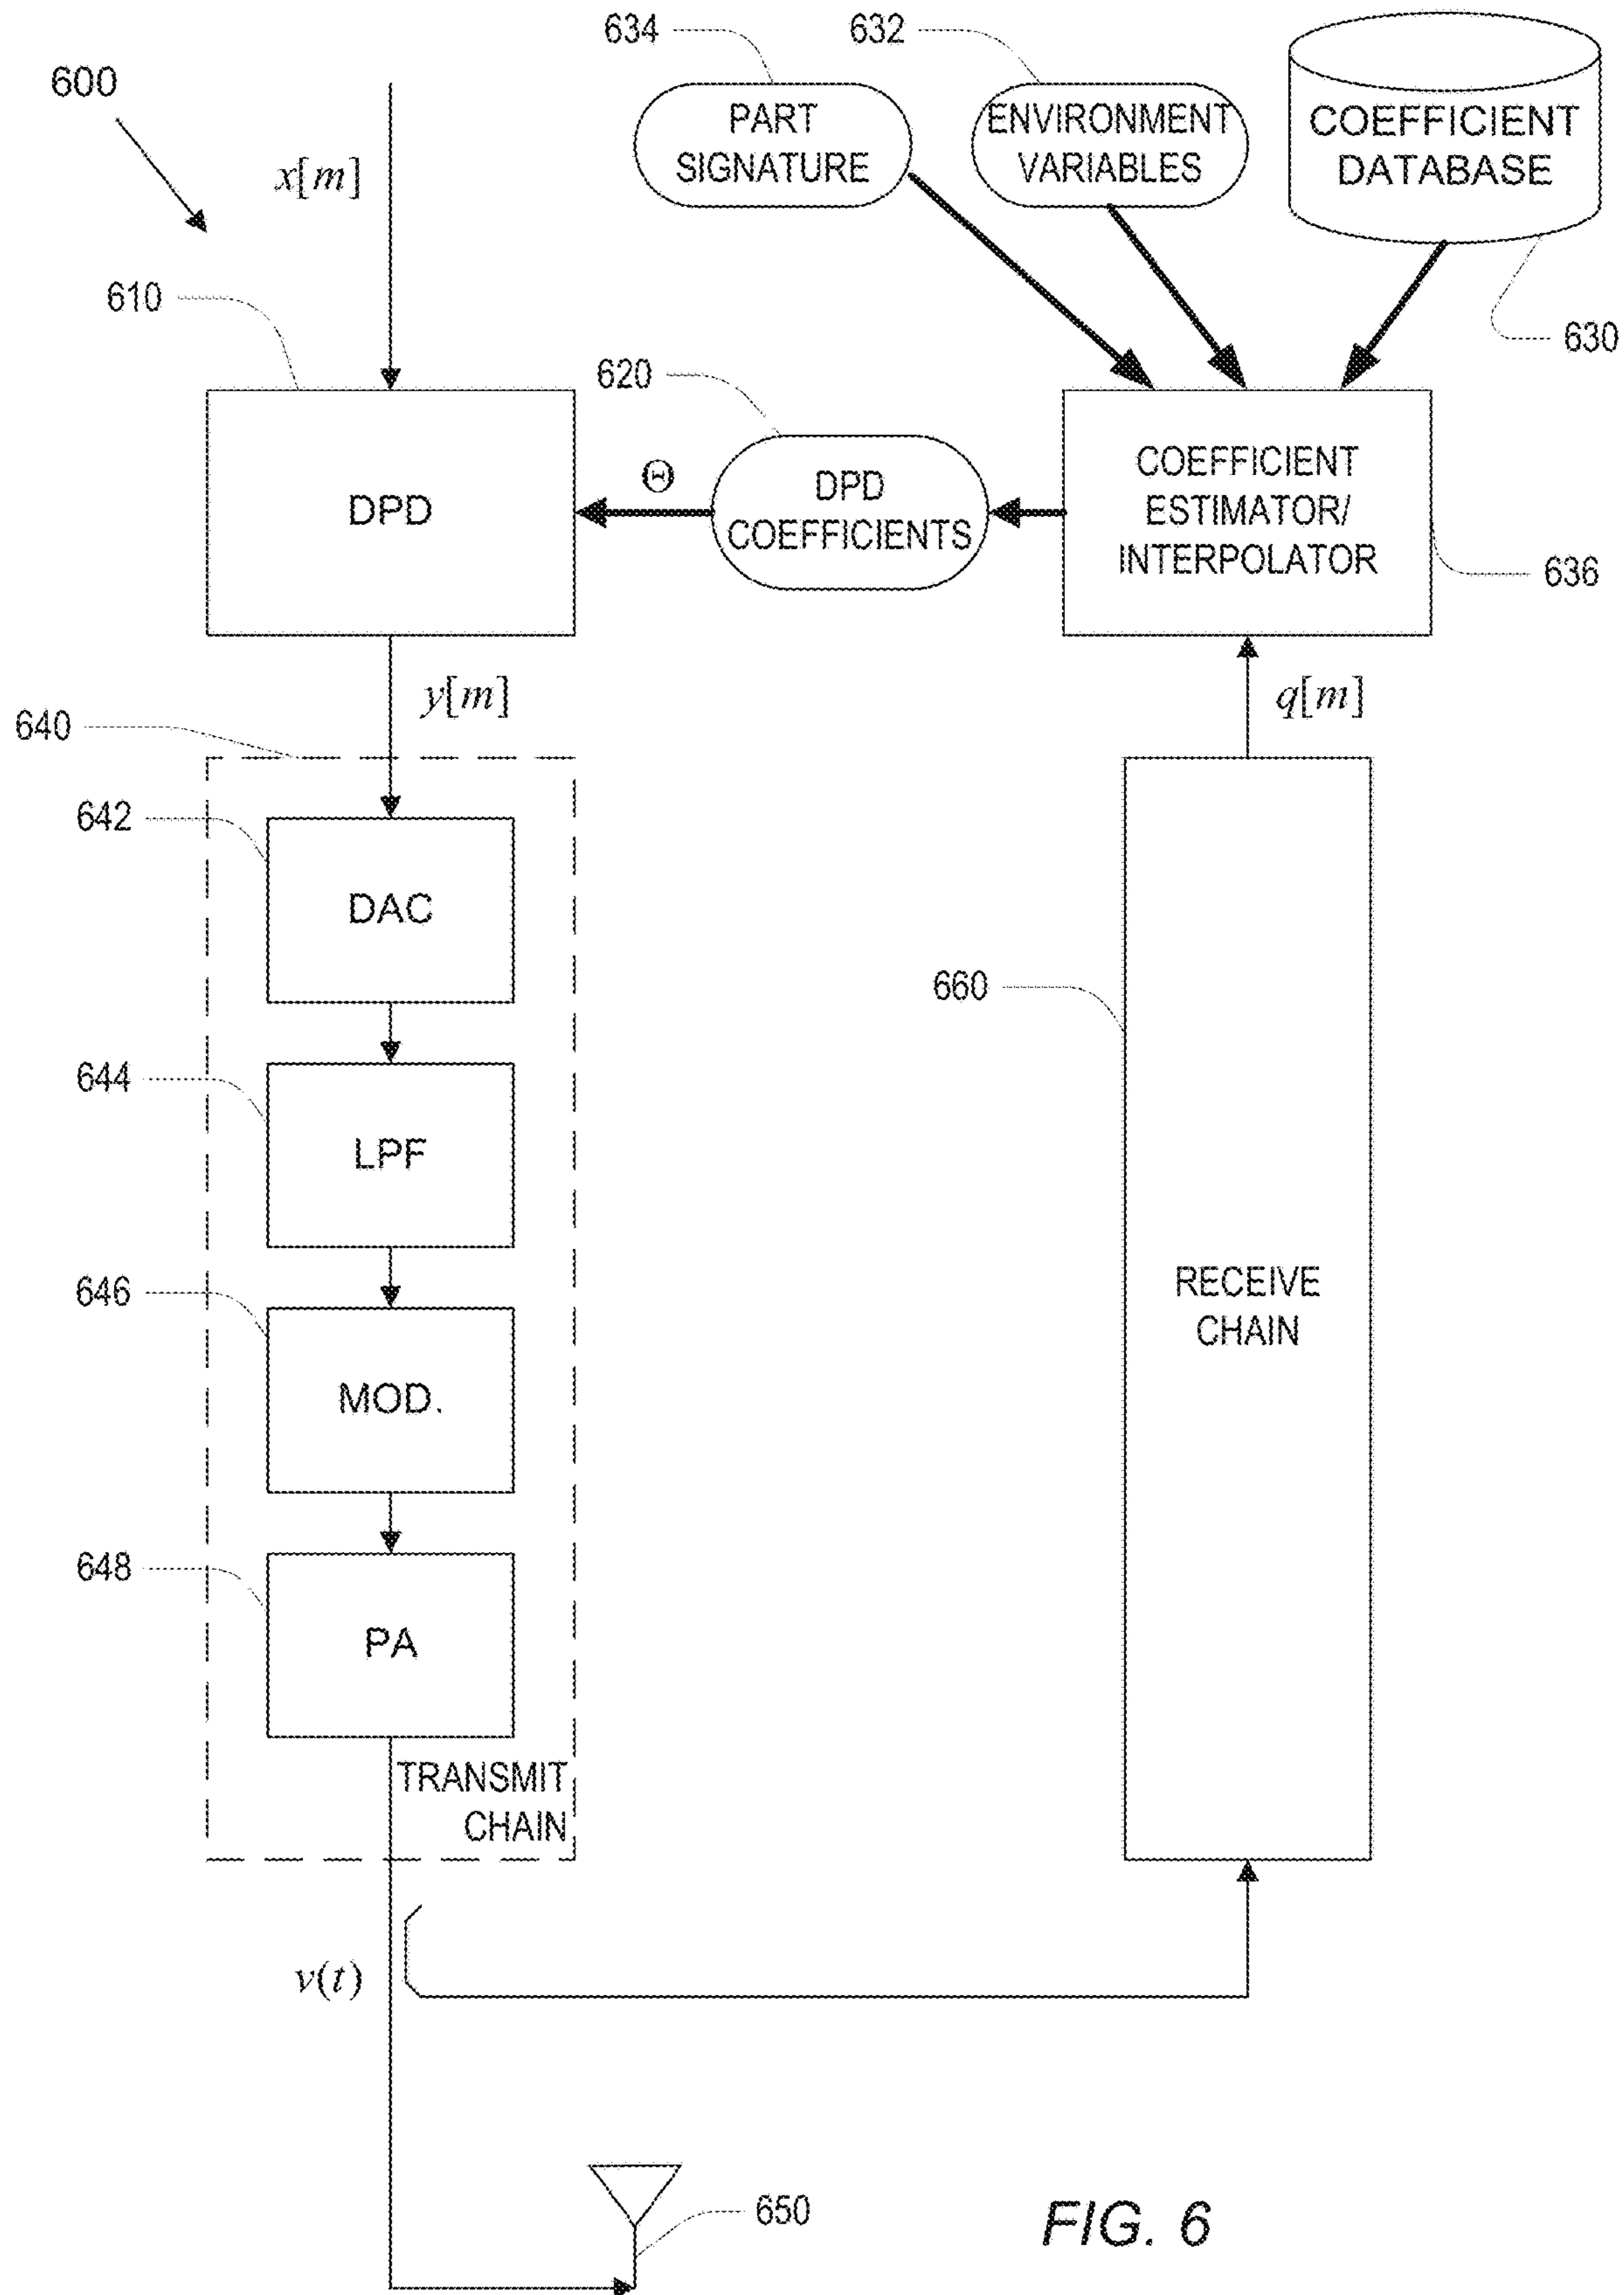 634
632
600
PART
SIGNATURE
ENVIRONMENT
VARIABLES
COEFFICIENT
DATABASE
x[m]
610
630
620
DPD
Θ
DPD
COEFFICIENTS
COEFFICIENT
ESTIMATOR/
INTERPOLATOR
636
y[m]
q[m]
640
642
DAC
660
644
LPF
646
MOD.
RECEIVE
CHAIN
648
PA
TRANSMIT
CHAIN
v(t)
650
FIG. 6